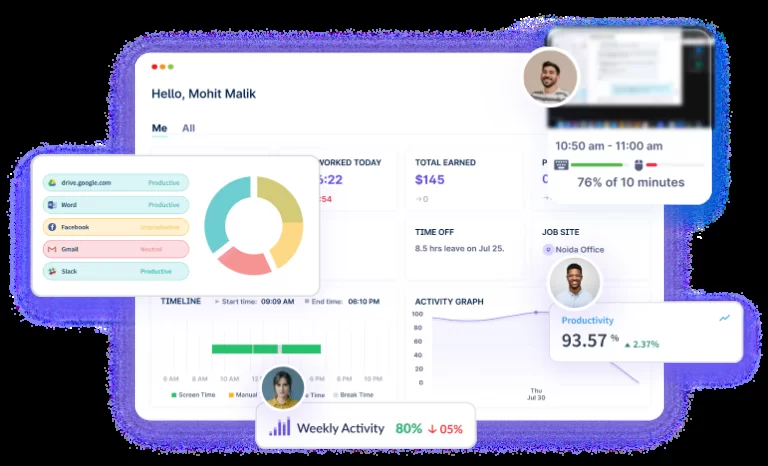 Hello, Mohit Malik
Me All
10:50 am - 11:00 am
76% of 10 minutes
drive.google.com Productive
Word Productive
Facebook Unproductive
Gmail Neutral
Slack Productive
WORKED TODAY
:22
:54
TOTAL EARNED
$145
0
TIME OFF
8.5 hrs leave on Jul 25.
JOB SITE
Noida Office
Productivity
93.57 % 2.37%
TIMELINE Start time: 09:09 AM End time: 06:10 PM
6 AM 8 AM 10 AM 12 6 PM 8 PM 10 PM
Screen Time Manual Time Break Time
ACTIVITY GRAPH
100
80
60
40
20
0
Thu
Jul 30
Weekly Activity 80% 05%